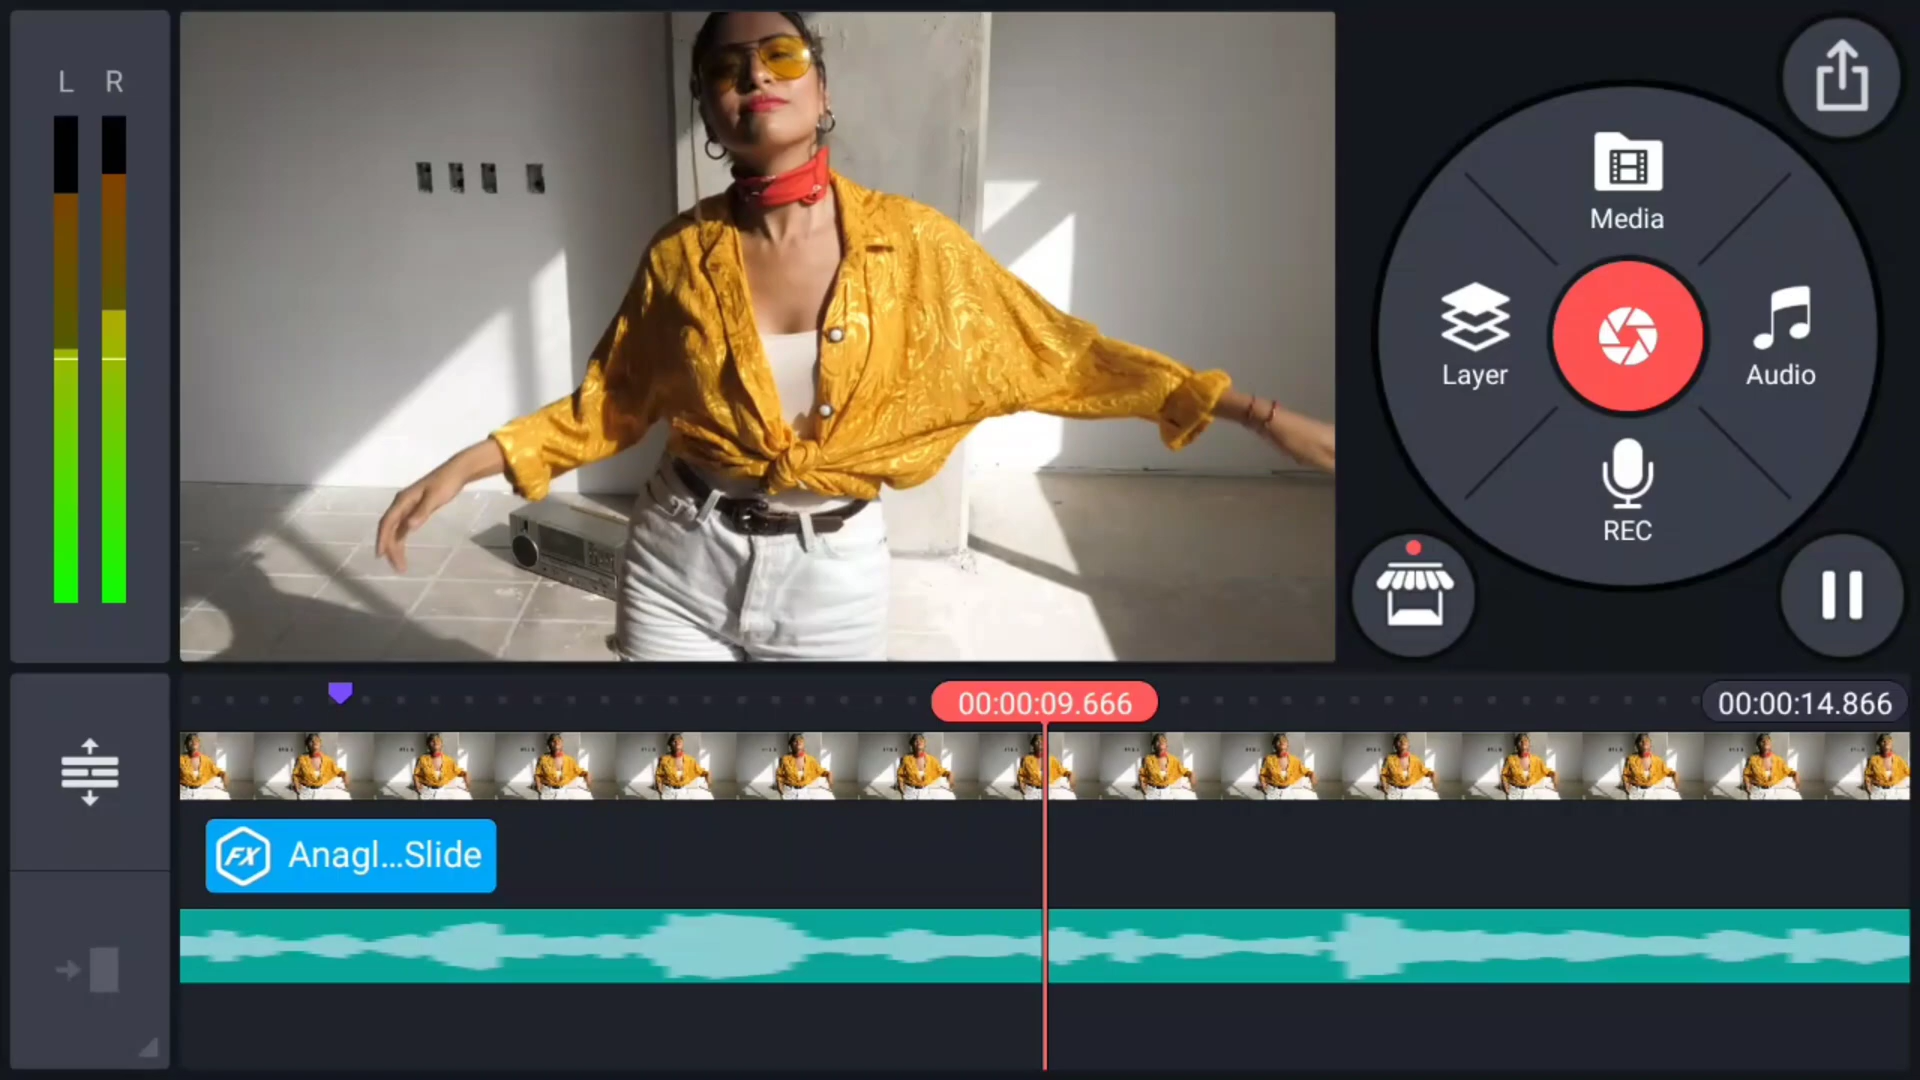 L R
Media
Layer
Audio
REC
00:00:09.666
00:00:14.866
FX Anagl...Slide